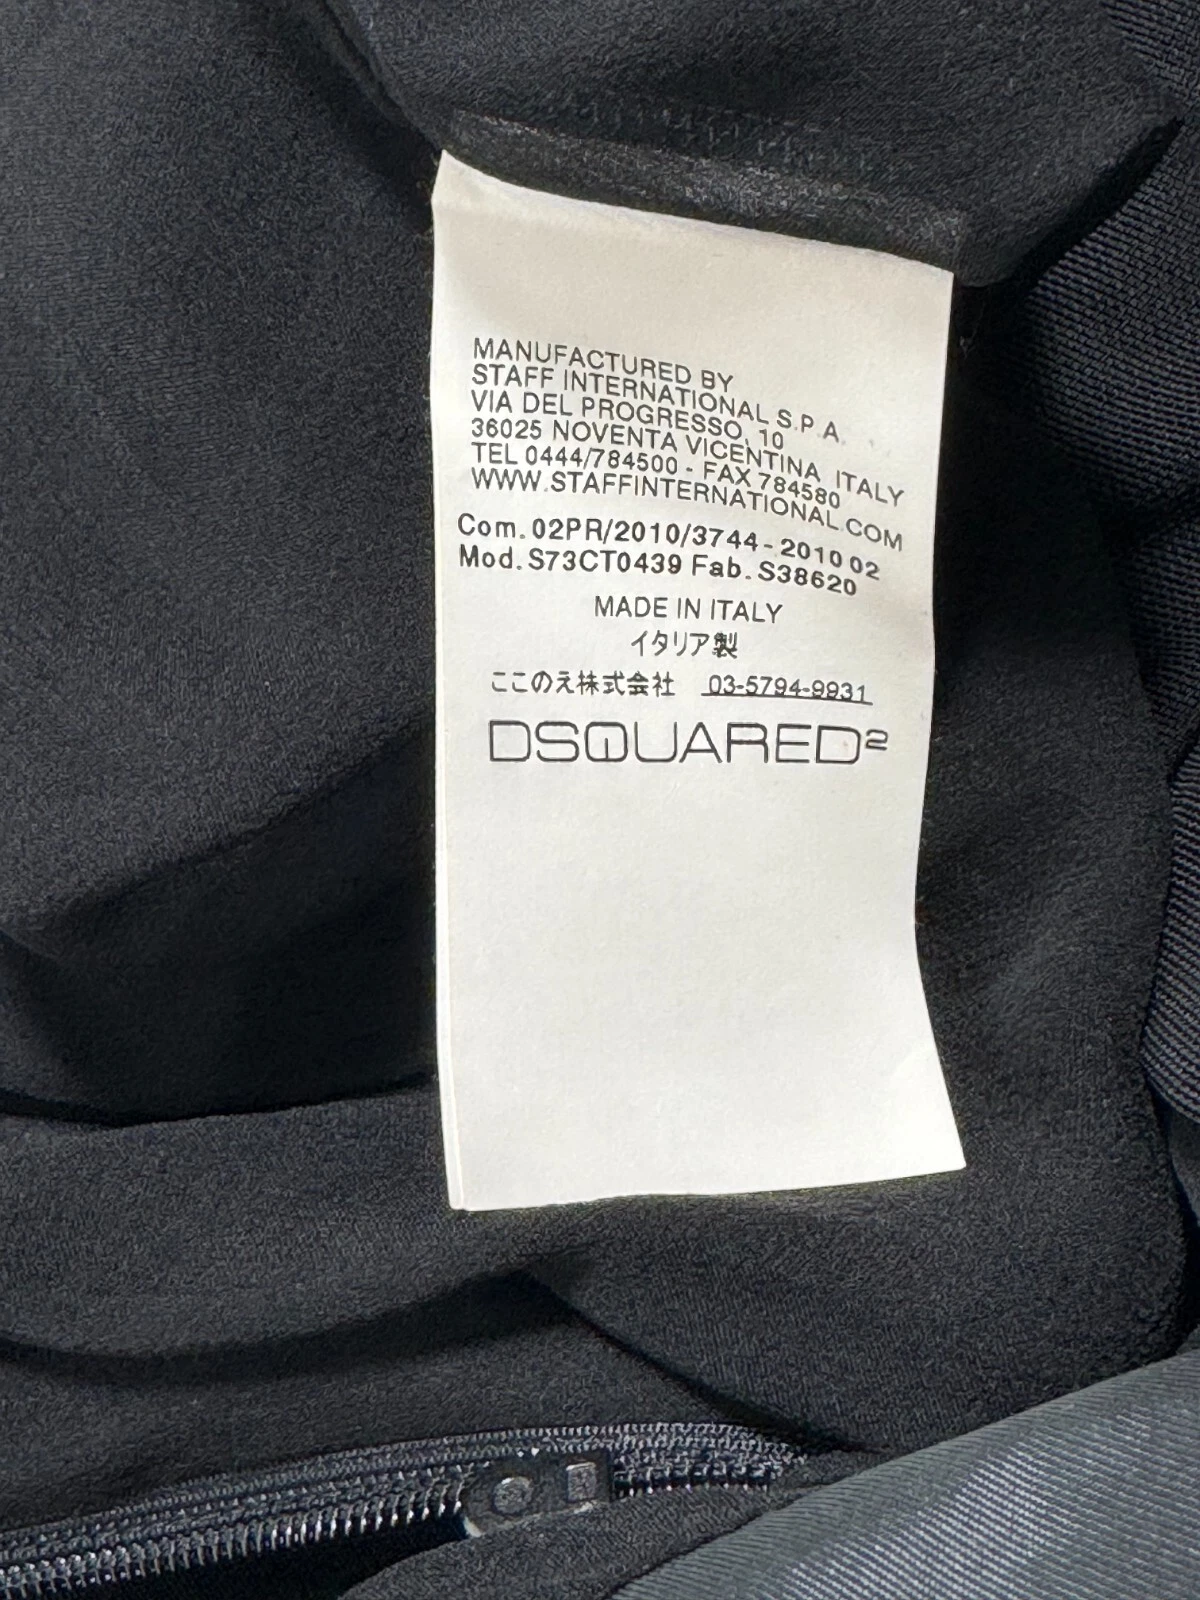 MANUFACTURED BY
STAFF INTERNATIONAL S.P.A.
VIA DEL PROGRESSO, 10
36025 NOVENTA VICENTINA, ITALY
TEL 0444/784500 - FAX 784580
WWW.STAFFINTERNATIONAL.COM
Com. 02PR/2010/3744 - 2010 02
Mod. S73CT0439 Fab. S38620
MADE IN ITALY
イタリア製
ここのえ株式会社 03-5794-9931
DSQUARED²